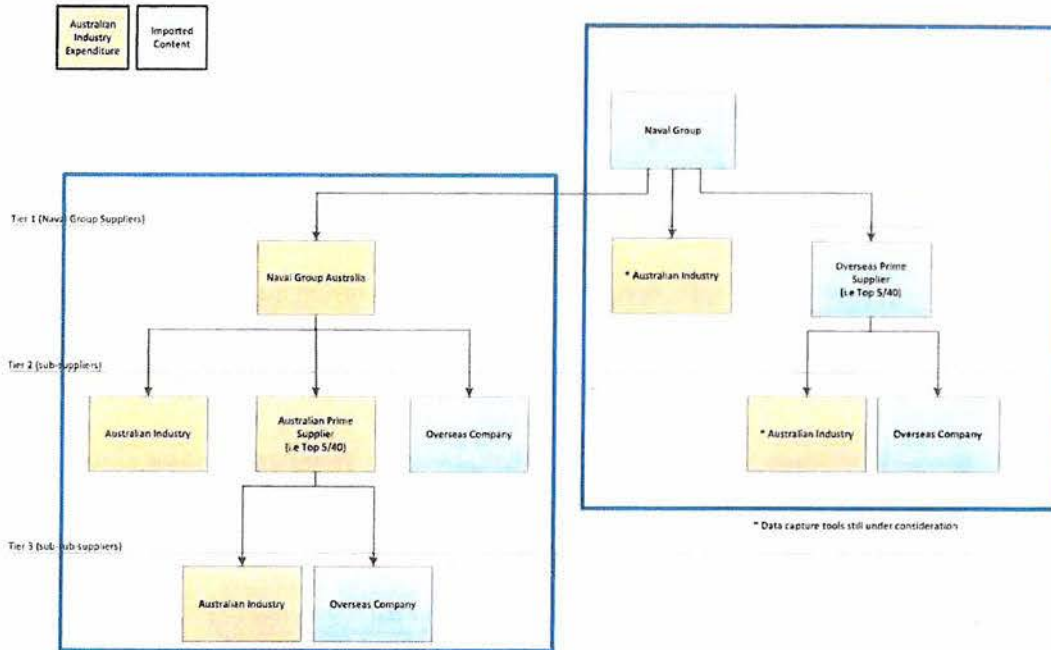 Australian
Industry
Expenditure
Imported
Content
Naval Group
Tier 1 (Naval Group Suppliers)
Naval Group Australia
* Australian Industry
Overseas Prime
Supplier
(i.e Top 5/40)
Tier 2 (sub-suppliers)
Australian Industry
Australian Prime
Supplier
(i.e Top 5/40)
Overseas Company
* Australian Industry
Overseas Company
* Data capture tools still under consideration
Tier 3 (sub-sub-suppliers)
Australian Industry
Overseas Company